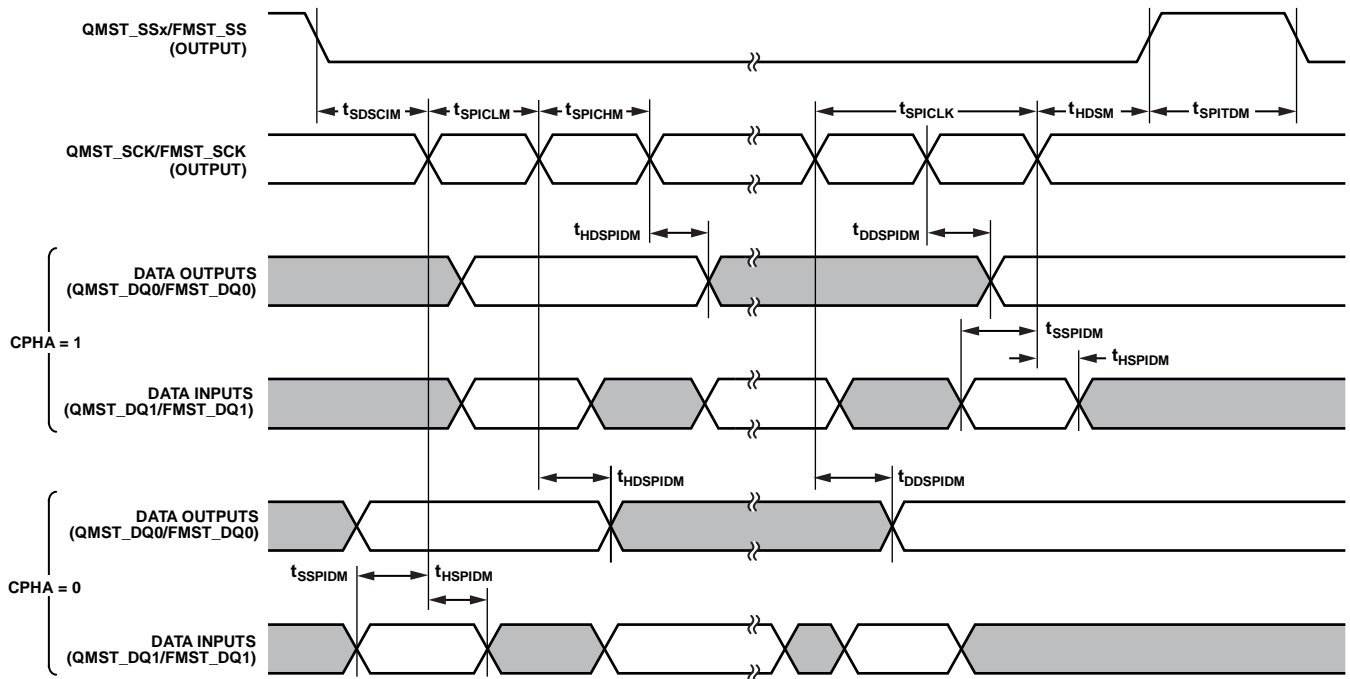 QMST_SSx/FMST_SS
(OUTPUT)
tSDSCIM
tSPICLM
tSPICHM
tSPICLK
tHDSM
tSPITDM
QMST_SCK/FMST_SCK
(OUTPUT)
tHDSPIDM
tDDSPIDM
DATA OUTPUTS
(QMST_DQ0/FMST_DQ0)
tSSPIDM
CPHA = 1
tHSPIDM
DATA INPUTS
(QMST_DQ1/FMST_DQ1)
tHDSPIDM
tDDSPIDM
DATA OUTPUTS
(QMST_DQ0/FMST_DQ0)
tSSPIDM
tHSPIDM
CPHA = 0
DATA INPUTS
(QMST_DQ1/FMST_DQ1)